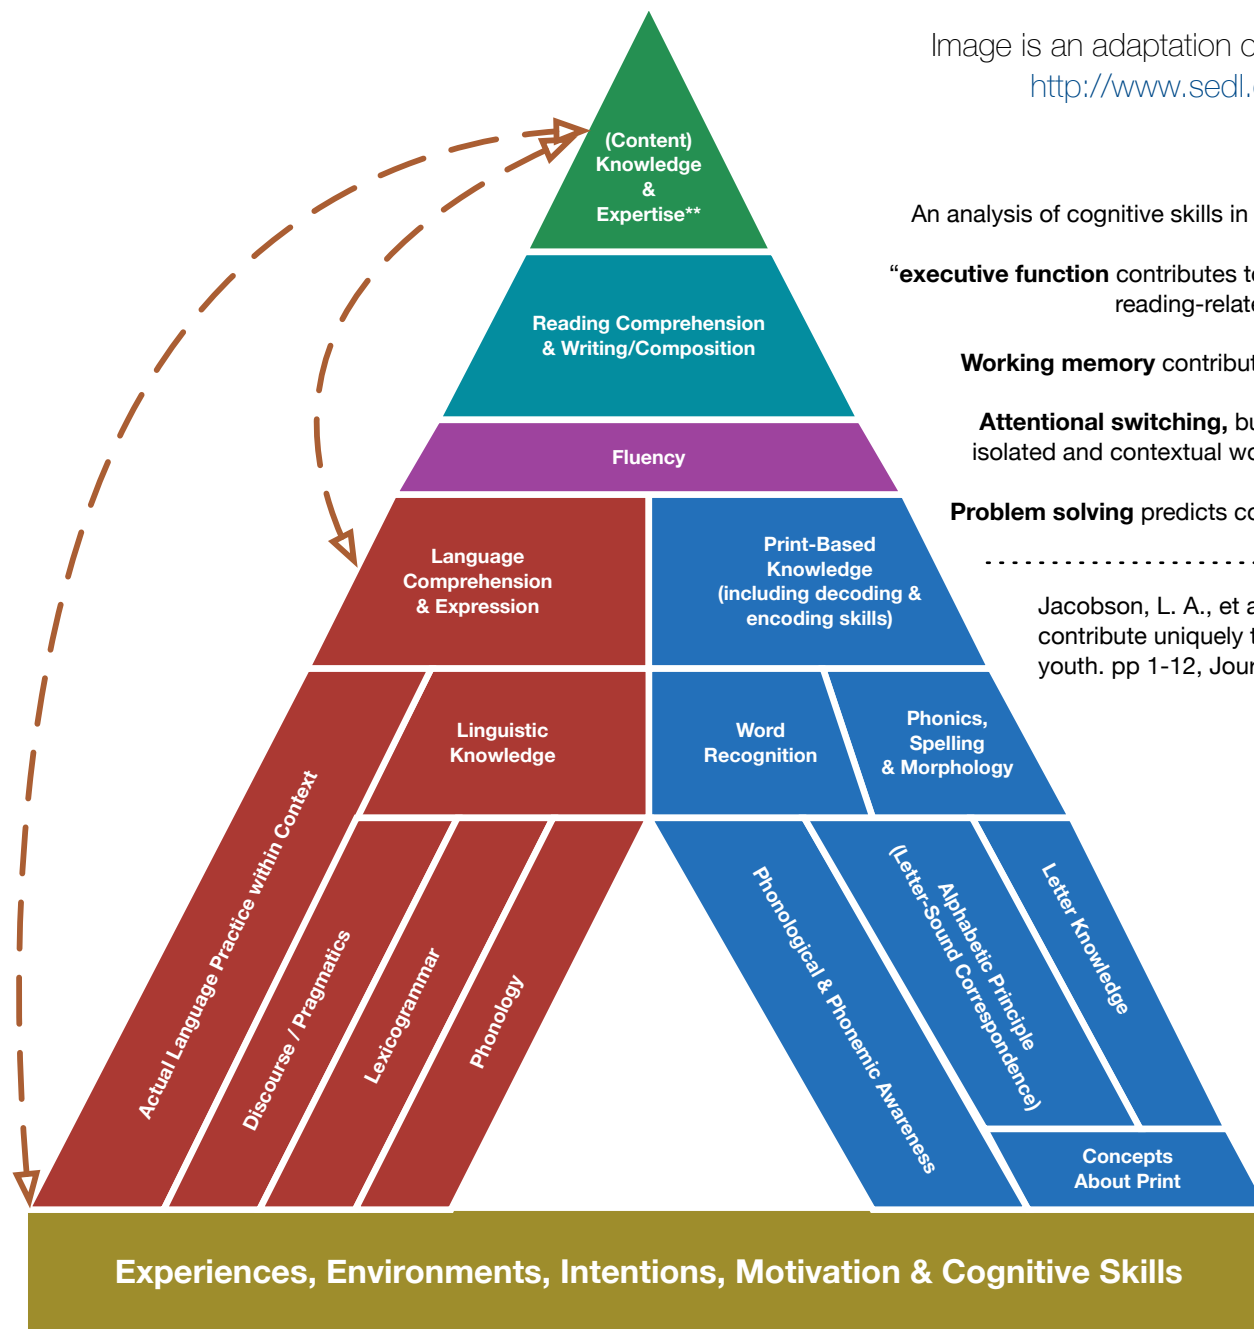 Image is an adaptation
http://www.sedl.
(Content)
Knowledge
&
Expertise**
An analysis of cognitive skills in
“executive function contributes
reading-relate
Working memory contribut
Attentional switching,
isolated and contextual
Problem solving predicts
Jacobson, L. A., et
contribute uniquely
youth. pp 1-12, Jour
Reading Comprehension
& Writing/Composition
Fluency
Language
Comprehension
& Expression
Print-Based
Knowledge
(including decoding &
encoding skills)
Linguistic
Knowledge
Word
Recognition
Phonics,
Spelling
& Morphology
Actual Language Practice within Context
Discourse / Pragmatics
Lexicogrammar
Phonology
Phonological & Phonemic Awareness
Alphabetic Principle
(Letter-Sound Correspondence)
Letter Knowledge
Concepts
About Print
Experiences, Environments, Intentions, Motivation & Cognitive Skills